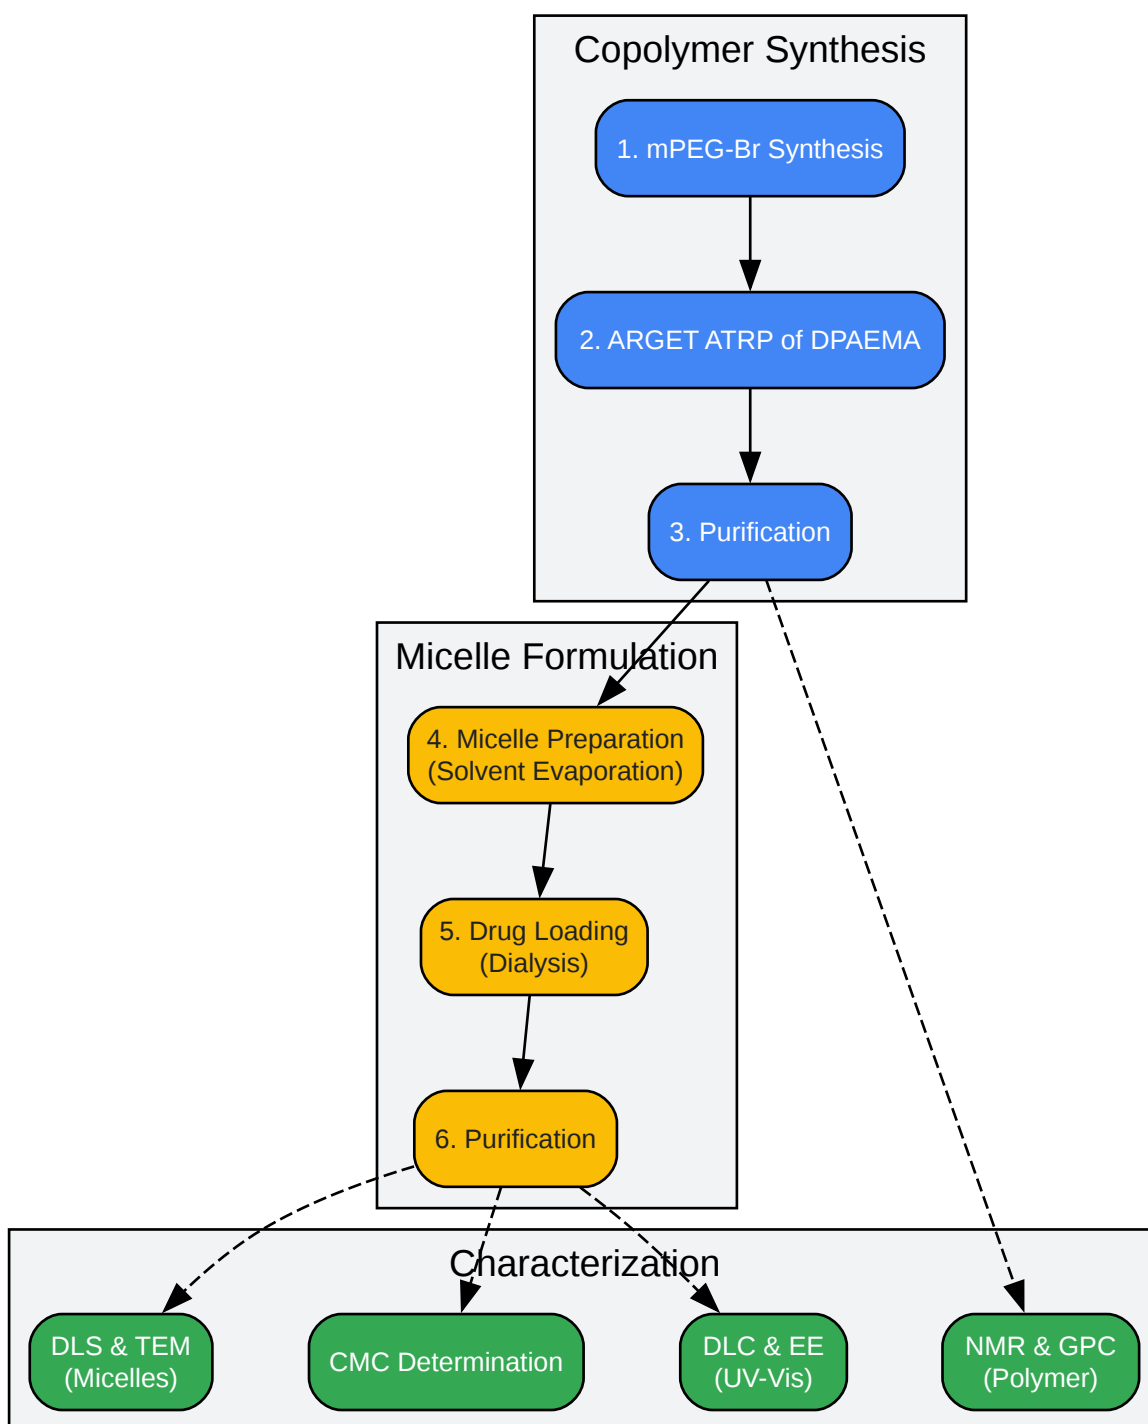 Copolymer Synthesis
1. mPEG-Br Synthesis
2. ARGET ATRP of DPAEMA
3. Purification
Micelle Formulation
4. Micelle Preparation
(Solvent Evaporation)
5. Drug Loading
(Dialysis)
6. Purification
Characterization
DLS & TEM
(Micelles)
CMC Determination
DLC & EE
(UV-Vis)
NMR & GPC
(Polymer)